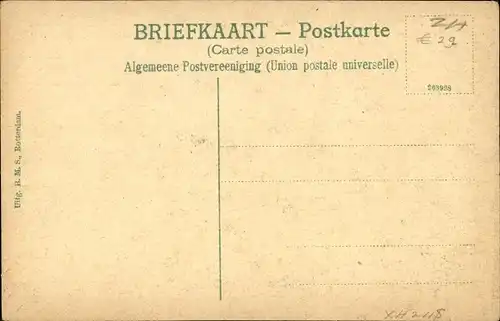 BRIEFKAART — Postkarte
(Carte postale)
Algemeene Postvereeniging (Union postale universelle)
€ 29
Uitg. R. M. S., Rotterdam.